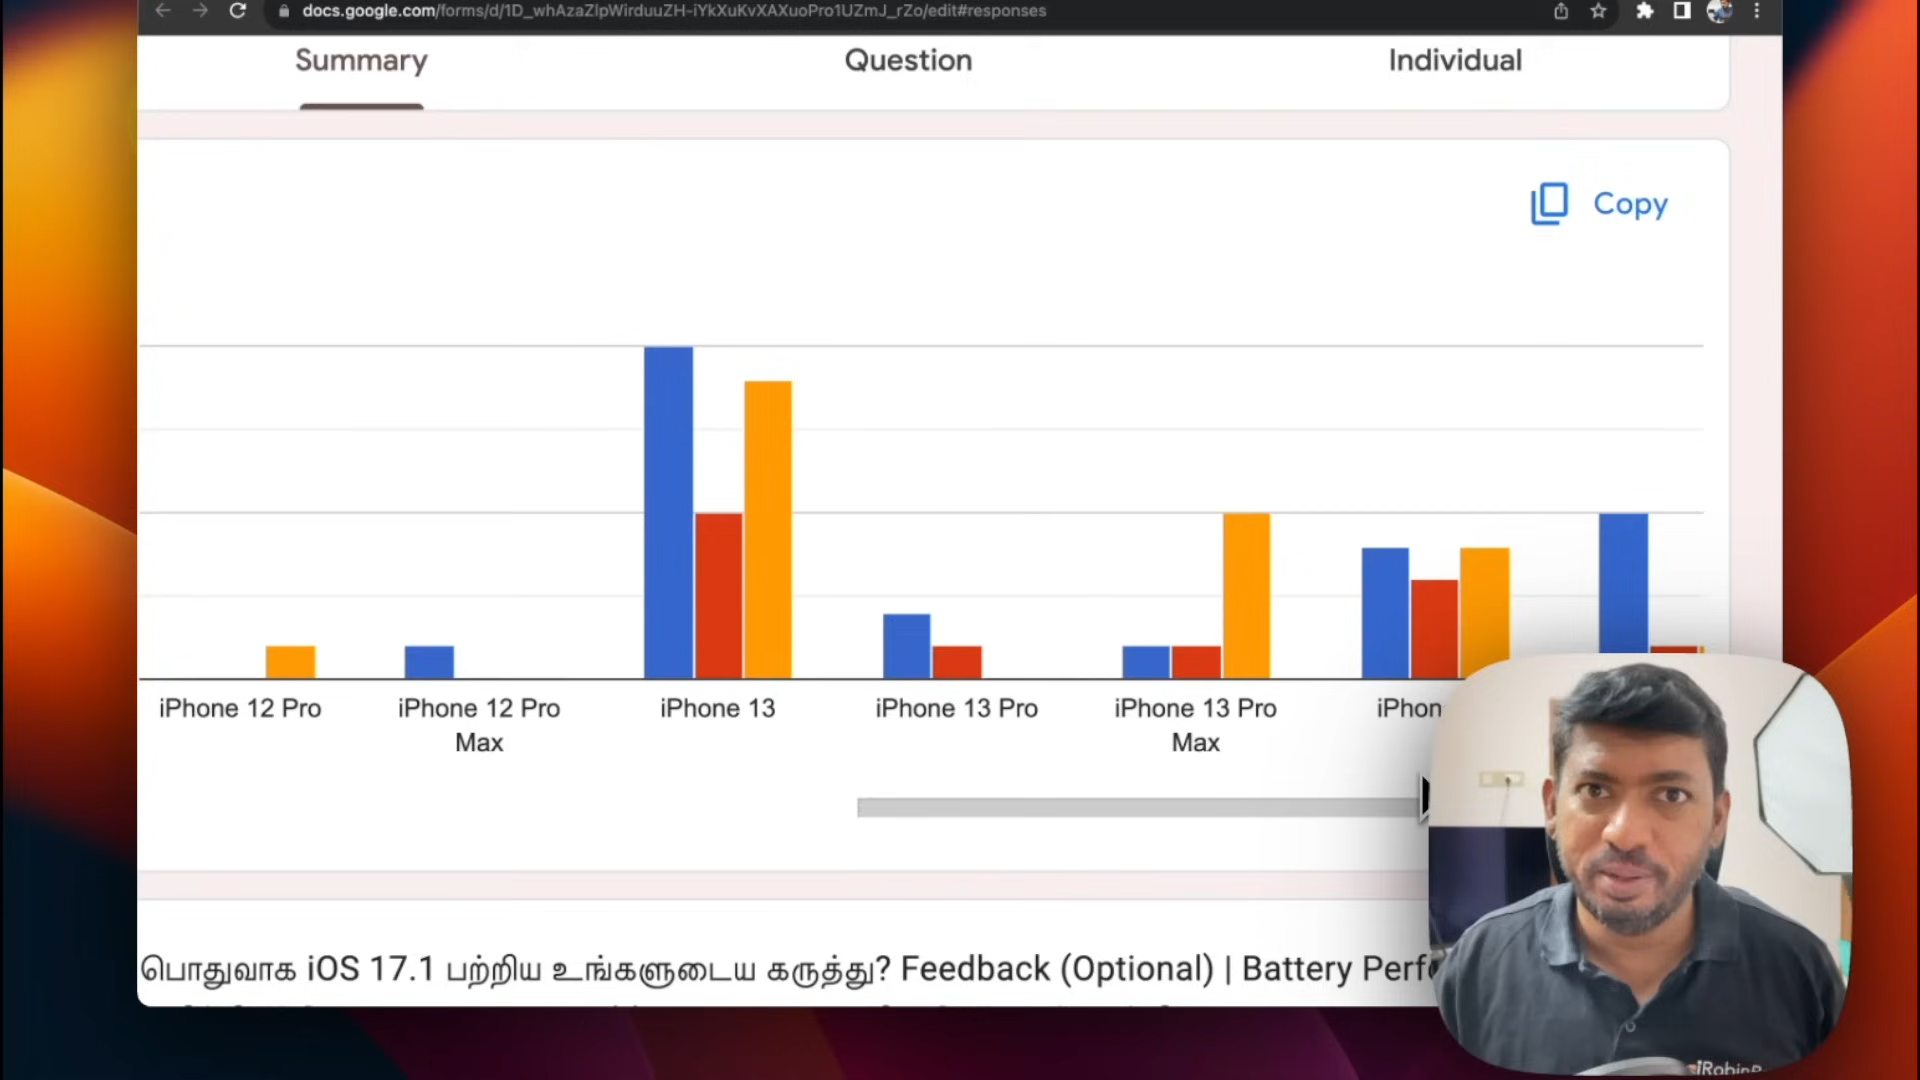 docs.google.com/forms/d/1D_whAzaZlpWirduuZH-iYkXuKvXAXuoPro1UZmJ_rZo/edit#responses
Summary Question Individual
Copy
iPhone 12 Pro iPhone 12 Pro Max iPhone 13 iPhone 13 Pro iPhone 13 Pro Max
பொதுவாக iOS 17.1 பற்றிய உங்களுடைய கருத்து? Feedback (Optional) | Battery